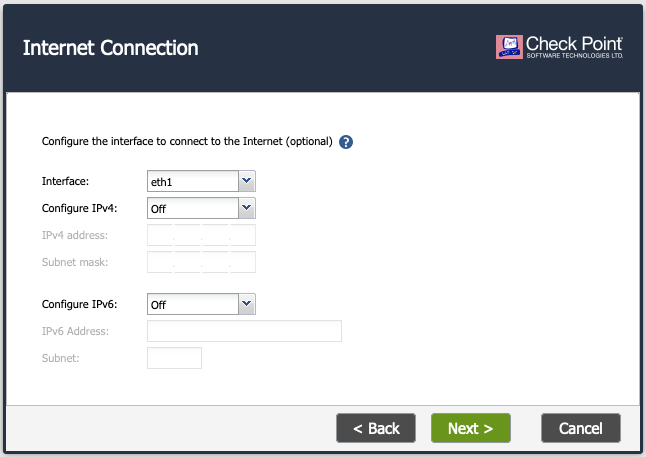 Internet Connection
Check Point
SOFTWARE TECHNOLOGIES LTD.
Configure the interface to connect to the Internet (optional) ?
Interface: eth1
Configure IPv4: Off
IPv4 address:
Subnet mask:
Configure IPv6: Off
IPv6 Address:
Subnet:
< Back Next > Cancel